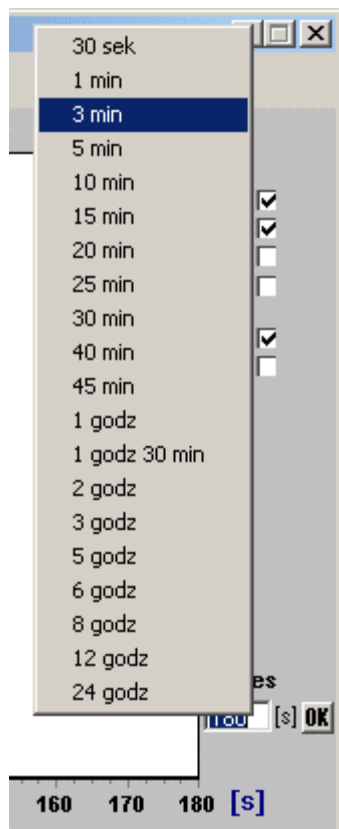 30 sek
1 min
3 min
5 min
10 min
15 min
20 min
25 min
30 min
40 min
45 min
1 godz
1 godz 30 min
2 godz
3 godz
5 godz
6 godz
8 godz
12 godz
24 godz
[s] OK
160 170 180 [s]